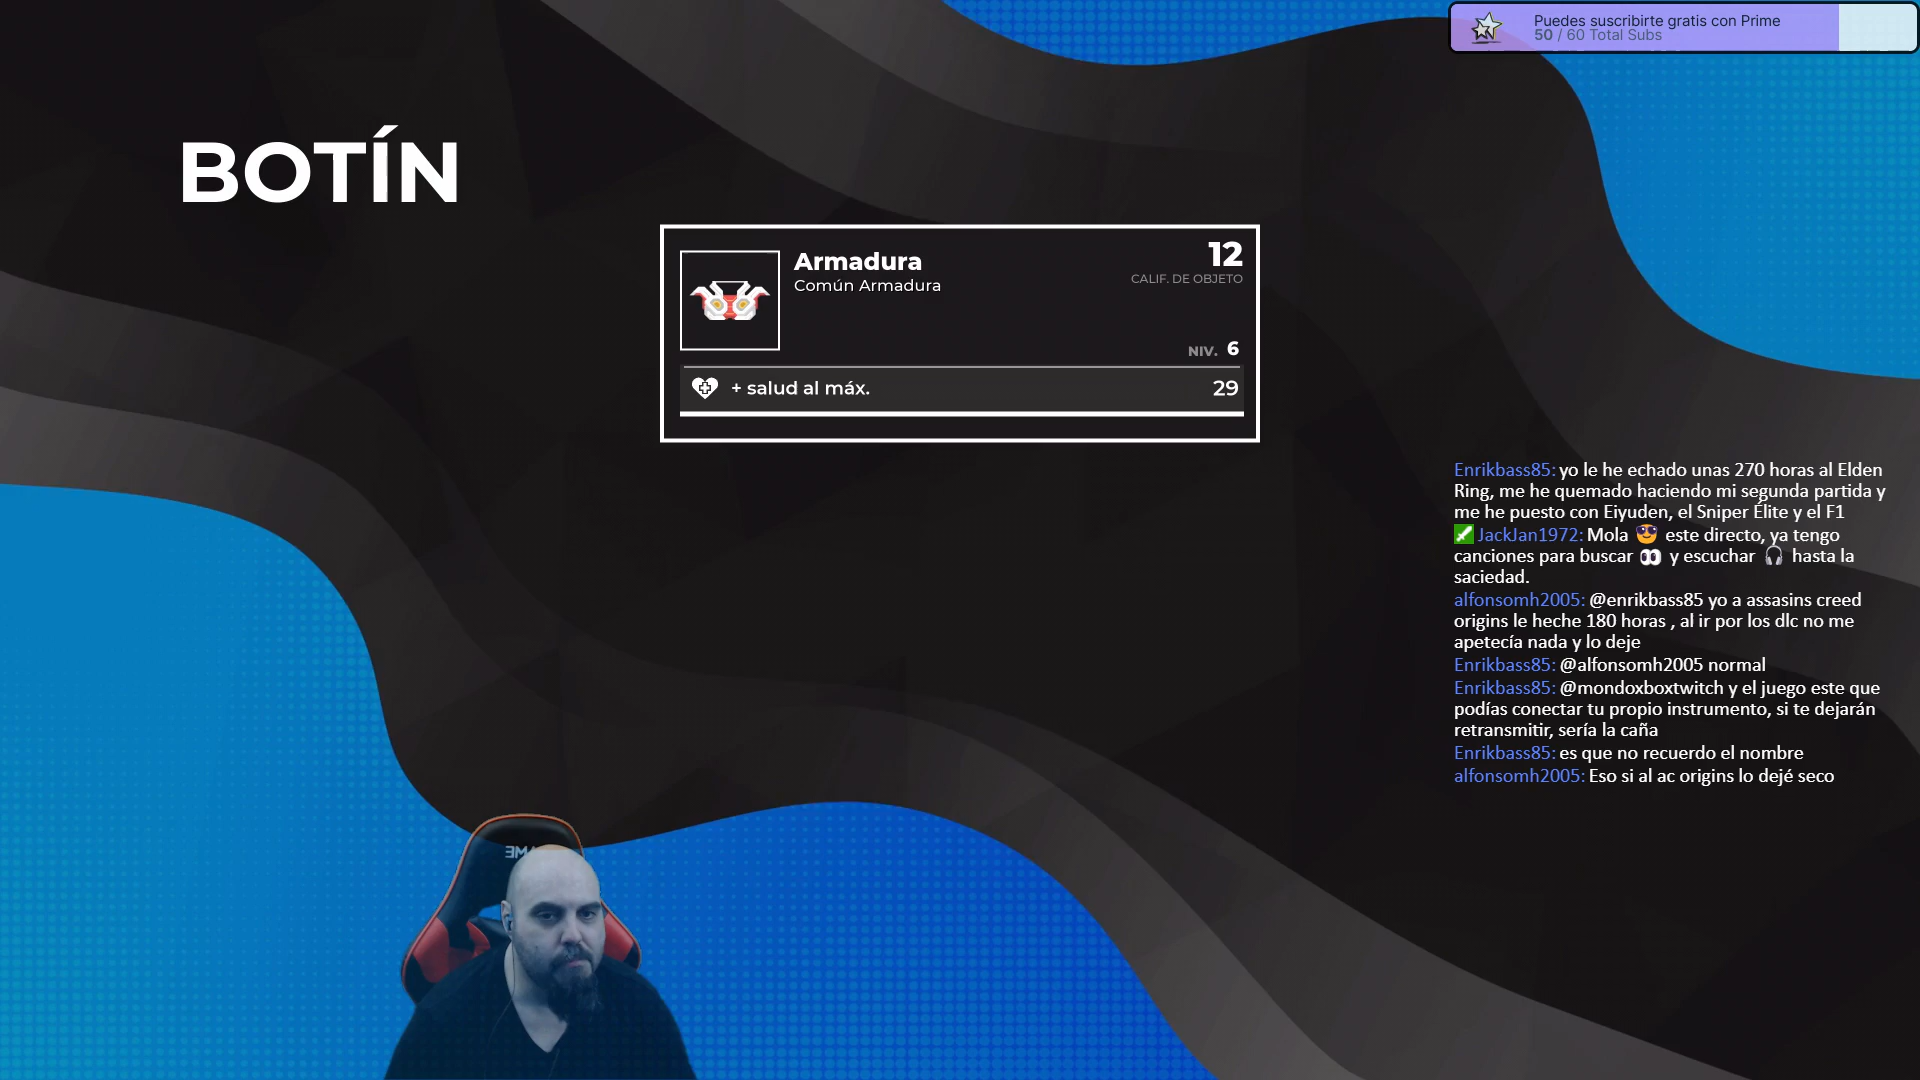 Puedes suscribirte gratis con Prime
50 / 60 Total Subs
BOTÍN
Armadura
Común Armadura
12
CALIF. DE OBJETO
NIV. 6
+ salud al máx. 29
Enrikbass85: yo le he echado unas 270 horas al Elden
Ring, me he quemado haciendo mi segunda partida y
me he puesto con Eiyuden, el Sniper Élite y el F1
JackJan1972: Mola 😎 este directo, ya tengo
canciones para buscar 👀 y escuchar 🎧 hasta la
saciedad.
alfonsomh2005: @enrikbass85 yo a assasins creed
origins le heche 180 horas , al ir por los dlc no me
apetecía nada y lo deje
Enrikbass85: @alfonsomh2005 normal
Enrikbass85: @mondoxboxtwitch y el juego este que
podías conectar tu propio instrumento, si te dejarán
retransmitir, sería la caña
Enrikbass85: es que no recuerdo el nombre
alfonsomh2005: Eso si al ac origins lo dejé seco